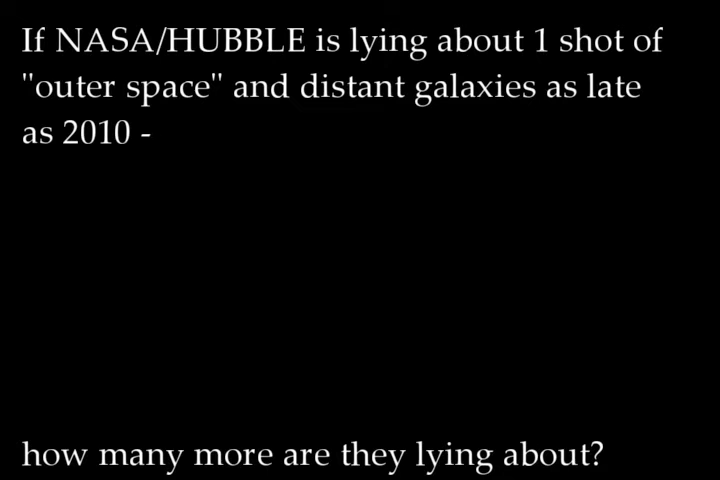 If NASA/HUBBLE is lying about 1 shot of
"outer space" and distant galaxies as late
as 2010 -
how many more are they lying about?